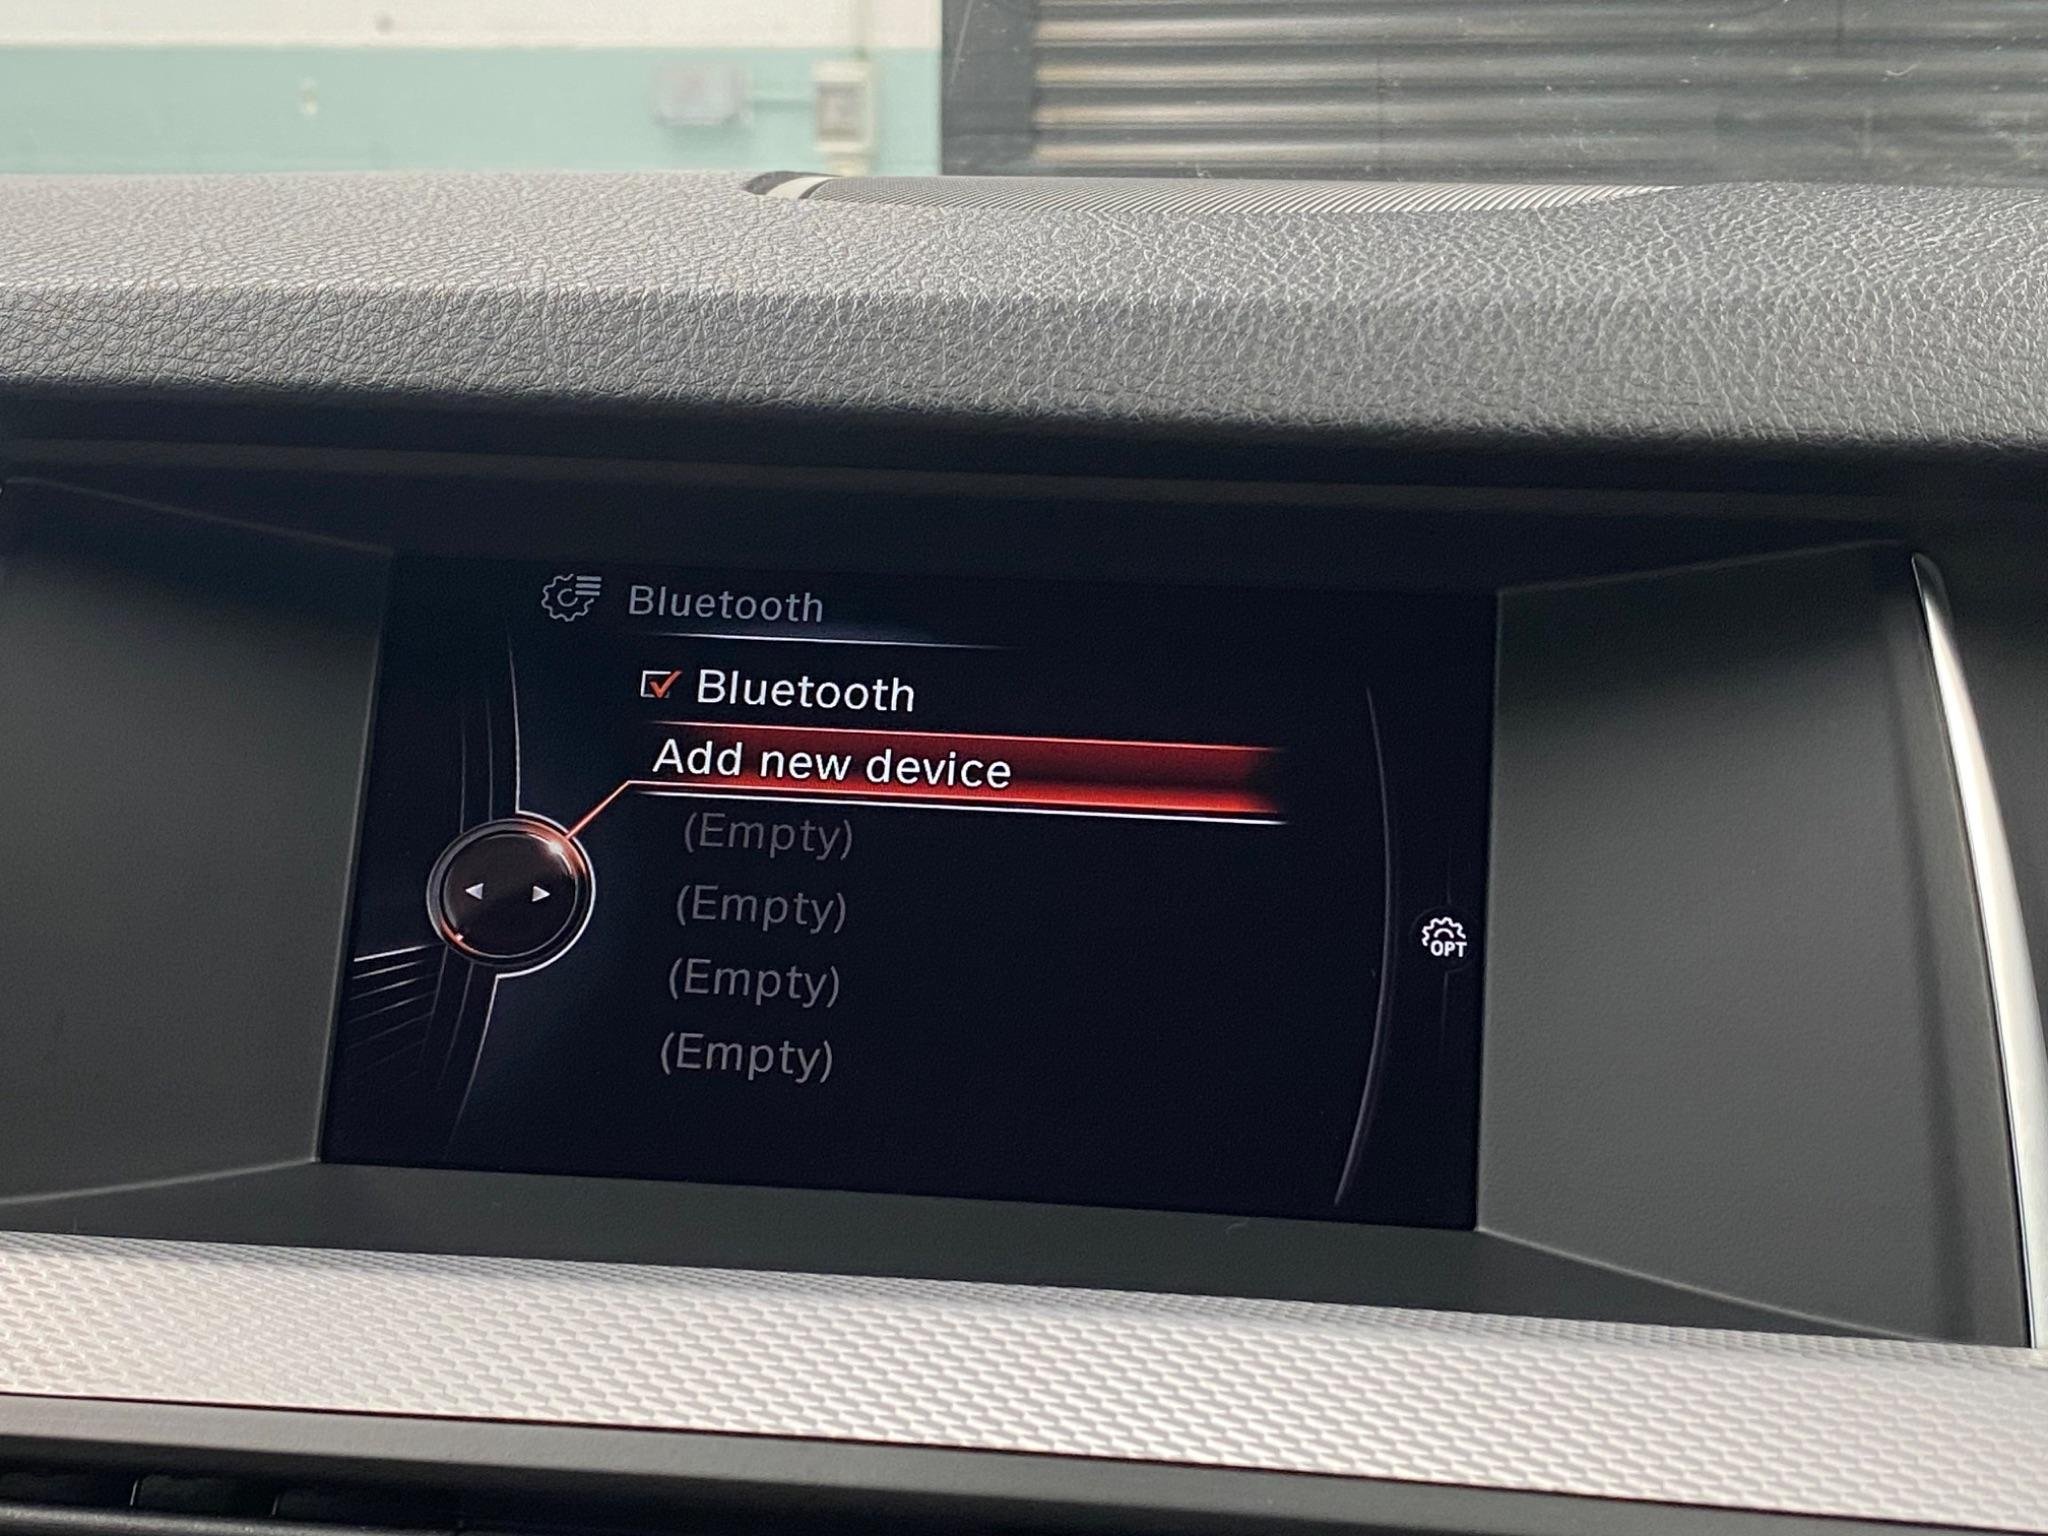 Bluetooth
Bluetooth
Add new device
(Empty)
(Empty)
(Empty)
(Empty)
OPT